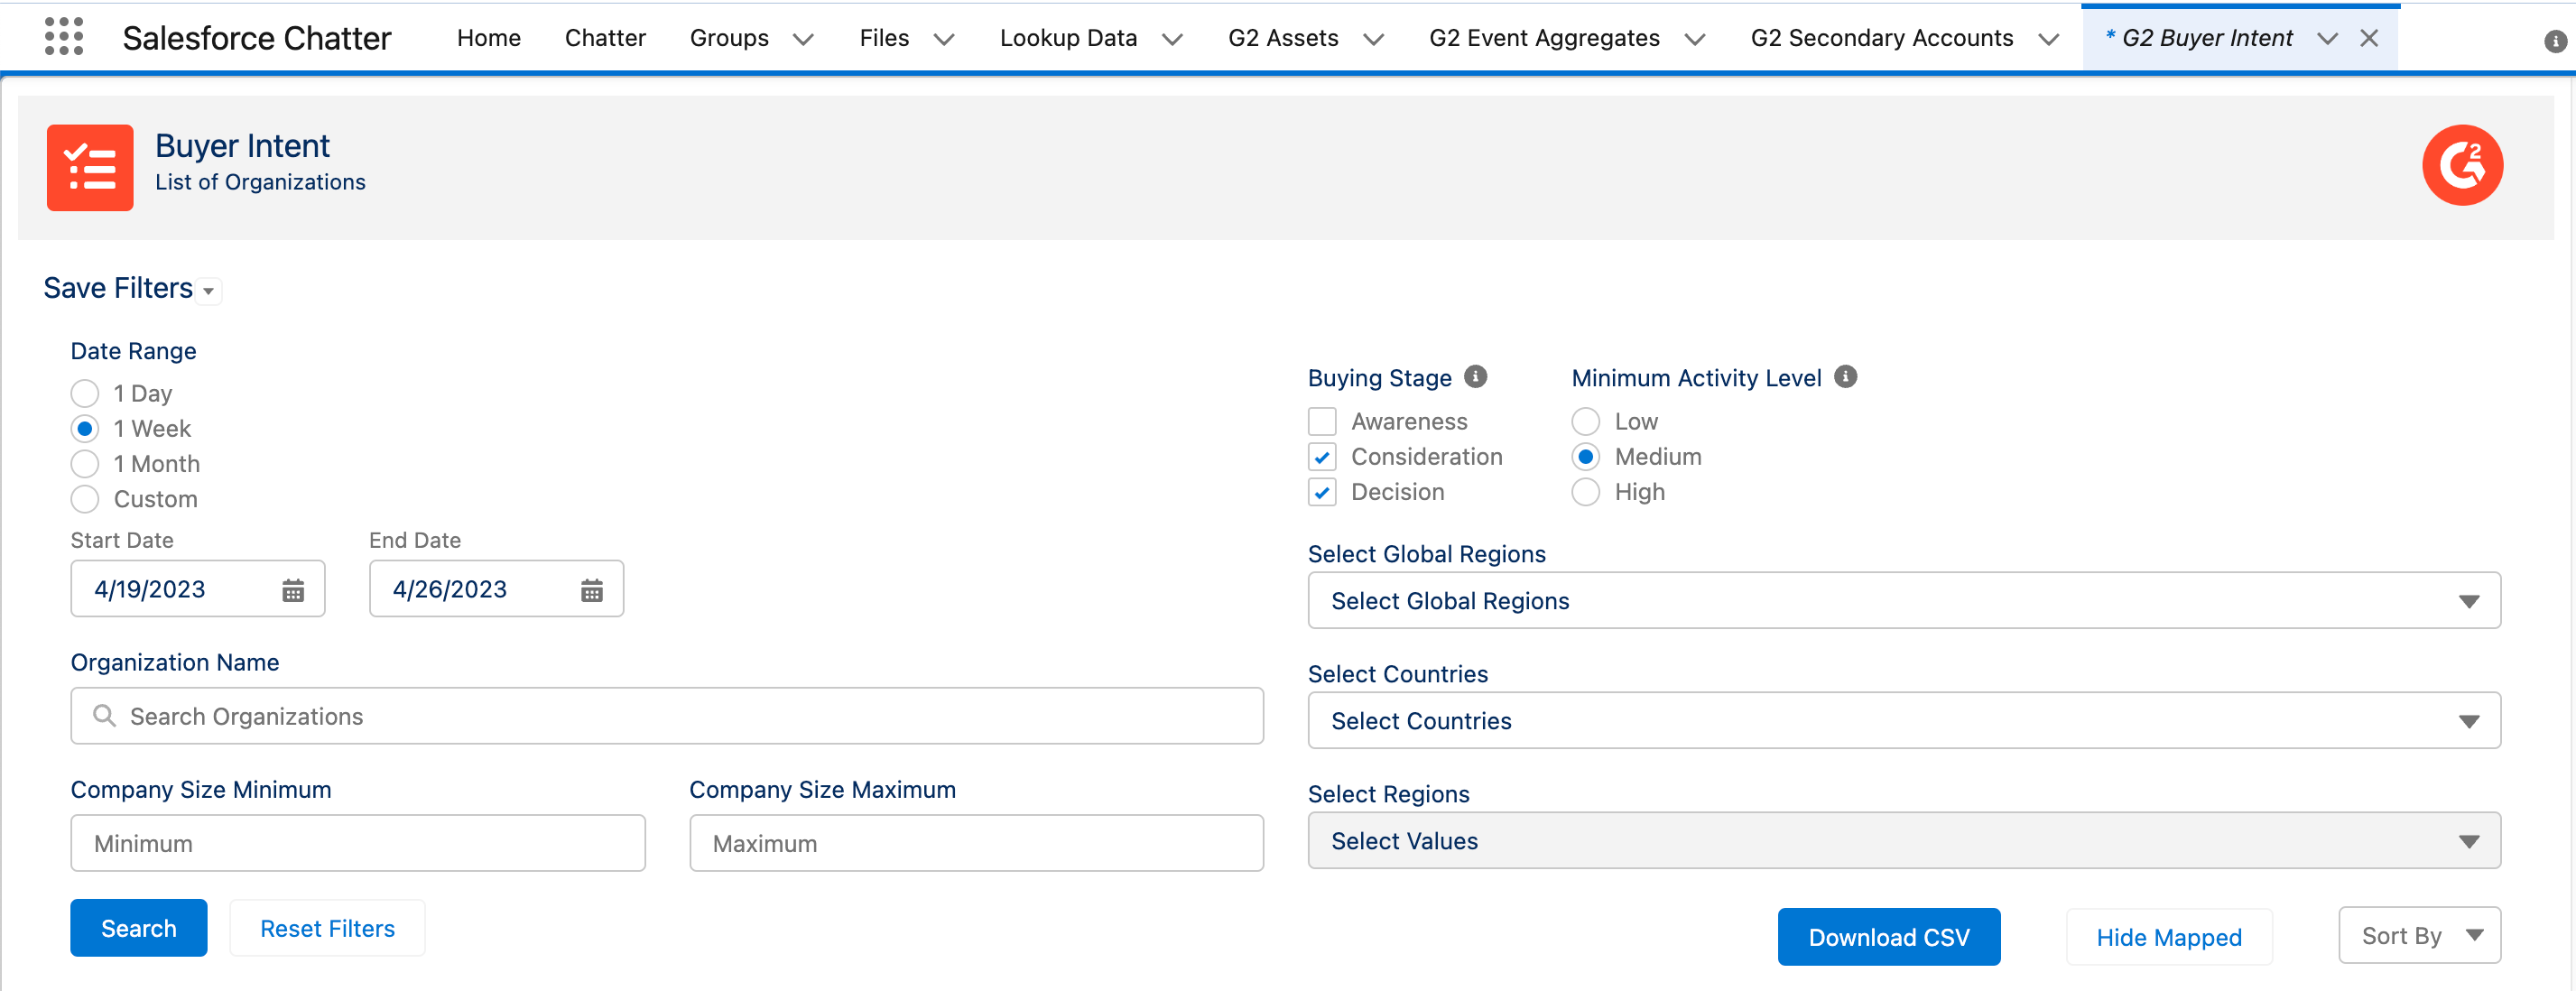 Salesforce Chatter Home Chatter Groups Files Lookup Data G2 Assets G2 Event Aggregates G2 Secondary Accounts * G2 Buyer Intent
Buyer Intent
List of Organizations
G2
Save Filters
Date Range
1 Day
1 Week
1 Month
Custom
Start Date End Date
4/19/2023 4/26/2023
Organization Name
Search Organizations
Company Size Minimum Company Size Maximum
Minimum Maximum
Search Reset Filters
Buying Stage Minimum Activity Level
Awareness Low
Consideration Medium
Decision High
Select Global Regions
Select Global Regions
Select Countries
Select Countries
Select Regions
Select Values
Download CSV Hide Mapped Sort By